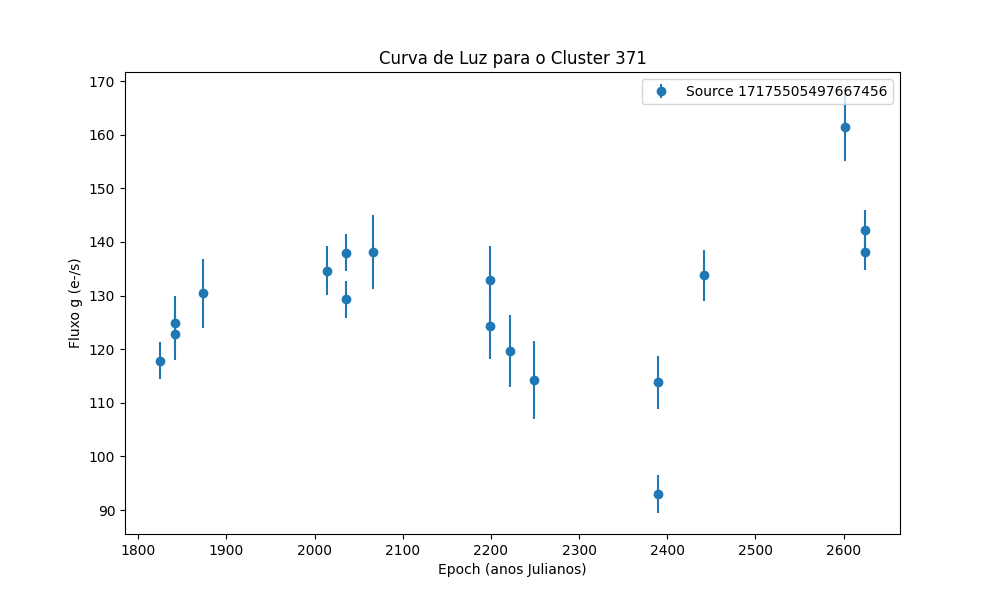 Curva de Luz para o Cluster 371
Source 17175505497667456
170
160
150
140
130
120
110
100
90
Fluxo g (e-/s)
1800 1900 2000 2100 2200 2300 2400 2500 2600
Epoch (anos Julianos)